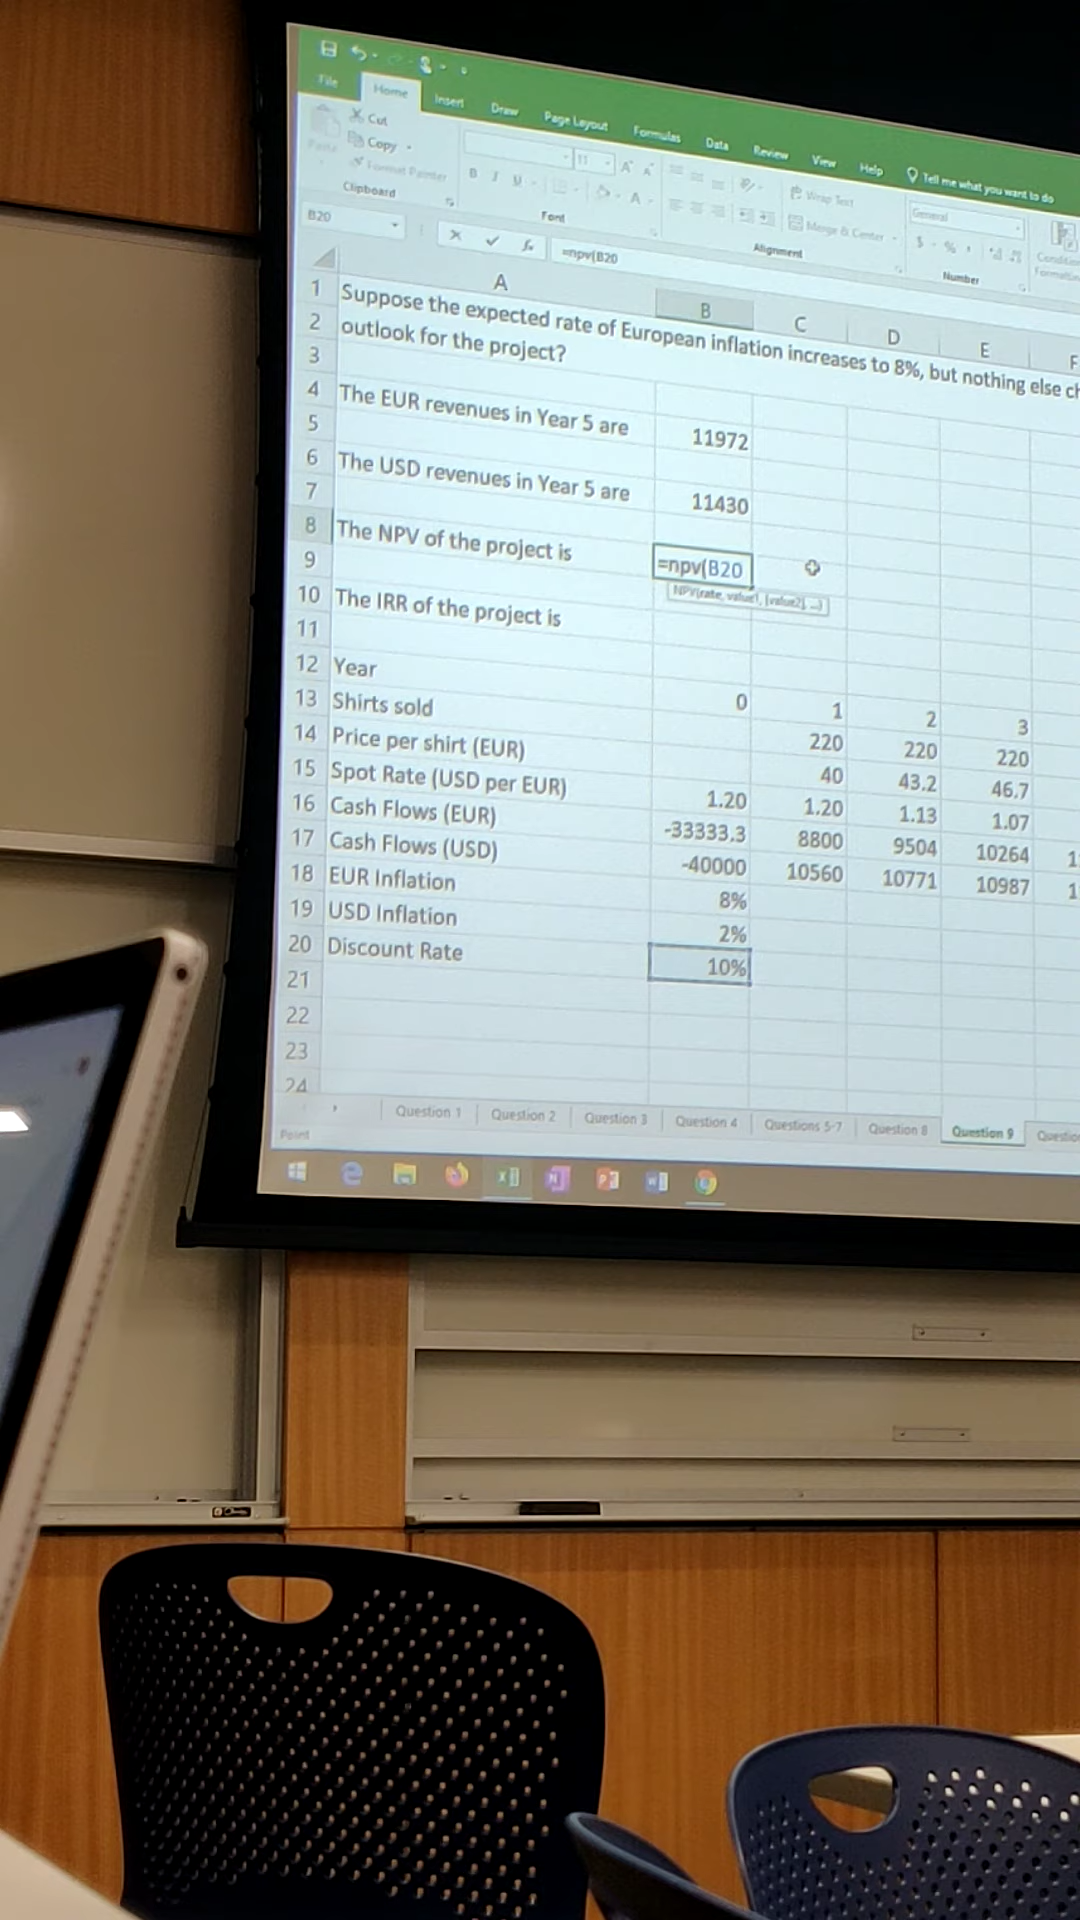 File Home Insert Draw Page Layout Formulas Data Review View Help Tell me what you want to do
Cut
Copy
Format Painter
Paste
Clipboard
11
B I U
Font
Wrap Text
Merge & Center
Alignment
General
$ % ,
Number
B20 =npv(B20
A B C D E F
1 Suppose the expected rate of European inflation increases to 8%, but nothing else ch
2 outlook for the project?
3
4 The EUR revenues in Year 5 are 11972
5
6 The USD revenues in Year 5 are 11430
7
8 The NPV of the project is =npv(B20
NPV(rate, value1, [value2], ...)
9
10 The IRR of the project is
11
12 Year 0 1 2 3
13 Shirts sold 220 220 220
14 Price per shirt (EUR) 40 43.2 46.7
15 Spot Rate (USD per EUR) 1.20 1.20 1.13 1.07
16 Cash Flows (EUR) -33333.3 8800 9504 10264 1
17 Cash Flows (USD) -40000 10560 10771 10987 1
18 EUR Inflation 8%
19 USD Inflation 2%
20 Discount Rate 10%
21
22
23
24
Question 1 Question 2 Question 3 Question 4 Questions 5-7 Question 8 Question 9 Questio
Point